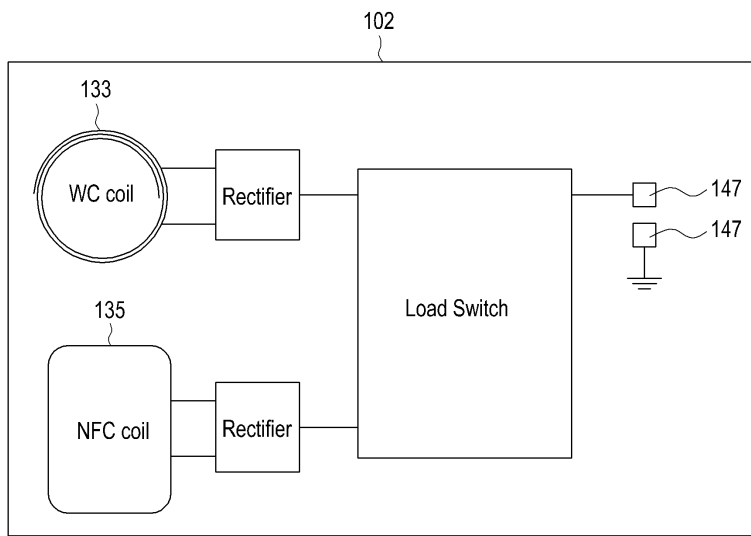 102
133
WC coil
Rectifier
147
147
Load Switch
135
NFC coil
Rectifier